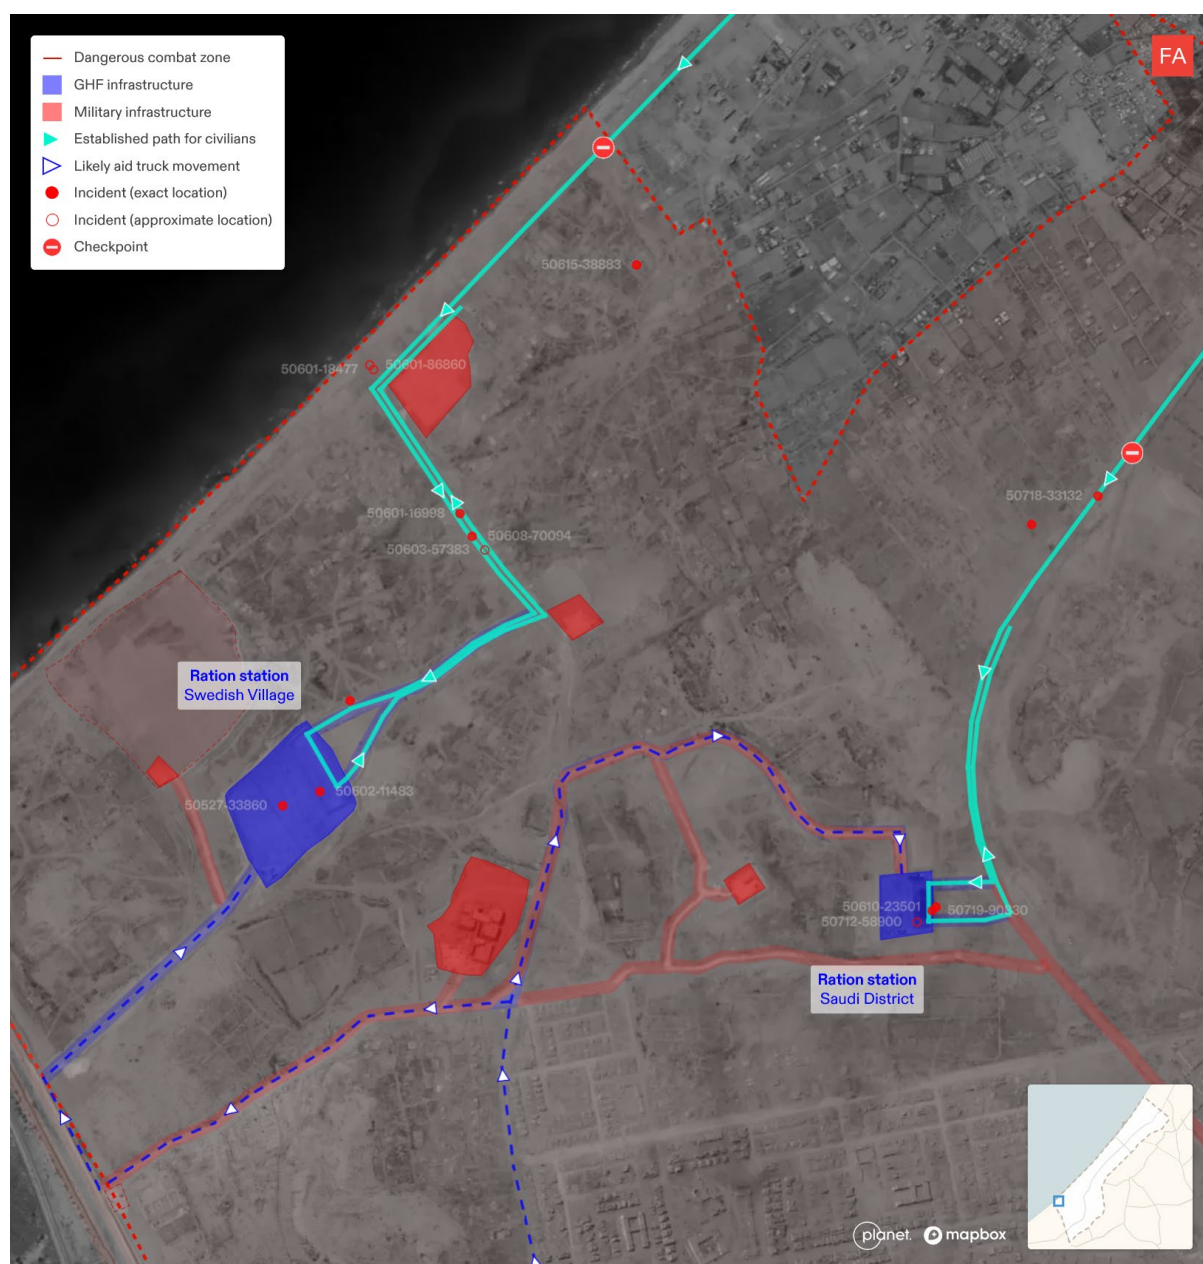 Dangerous combat zone
GHF infrastructure
Military infrastructure
Established path for civilians
Likely aid truck movement
Incident (exact location)
Incident (approximate location)
Checkpoint
FA
50615-38883
50601-18477
50601-86860
50718-33132
50601-16998
50608-70094
50603-57383
Ration station
Swedish Village
50602-11483
50527-33860
50610-23501
50719-90330
50712-58900
Ration station
Saudi District
planet.
mapbox